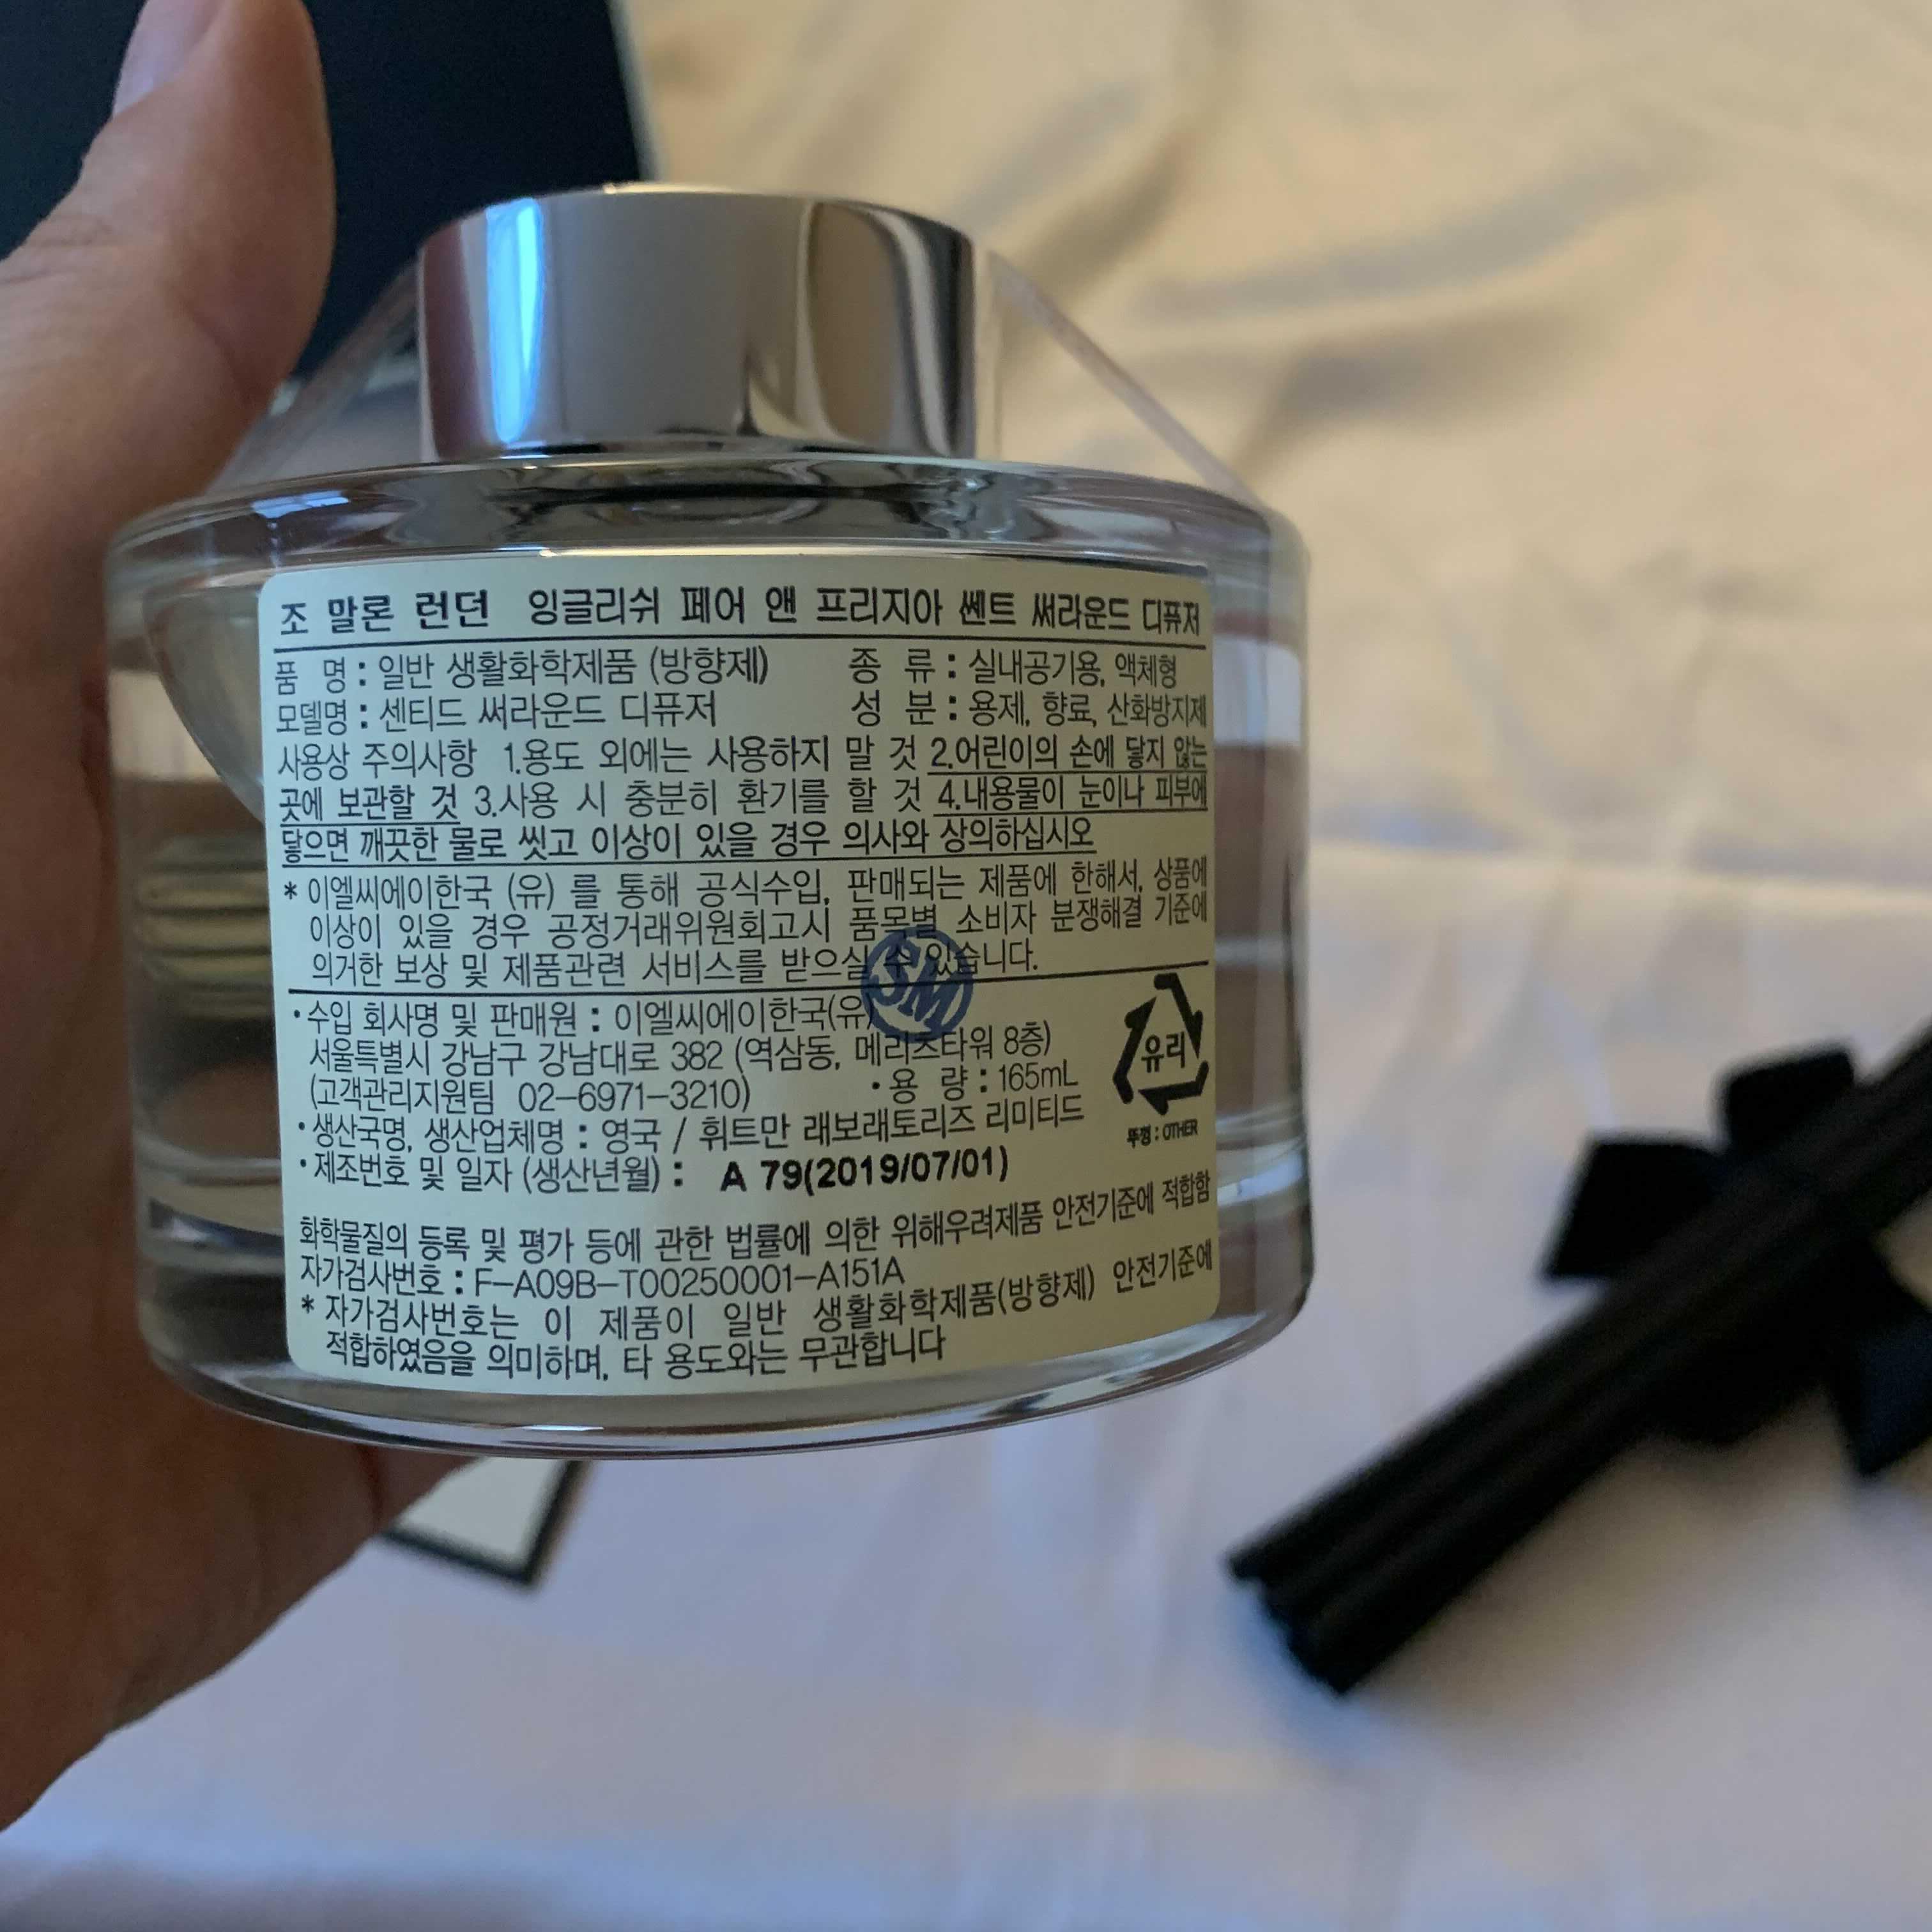 조 말론 런던 잉글리쉬 페어 앤 프리지아 쎈트 써라운드 디퓨저
품 명 : 일반 생활화학제품 (방향제) 종 류 : 실내공기용, 액체형
모델명 : 센티드 써라운드 디퓨저 성 분 : 용제, 향료, 산화방지제
사용상 주의사항 1.용도 외에는 사용하지 말 것 2.어린이의 손에 닿지 않는
곳에 보관할 것 3.사용 시 충분히 환기를 할 것 4.내용물이 눈이나 피부에
닿으면 깨끗한 물로 씻고 이상이 있을 경우 의사와 상의하십시오
* 이엘씨에이한국 (유) 를 통해 공식수입, 판매되는 제품에 한해서, 상품에
이상이 있을 경우 공정거래위원회고시 품목별 소비자 분쟁해결 기준에
의거한 보상 및 제품관련 서비스를 받으실 수 있습니다.
SM
• 수입 회사명 및 판매원 : 이엘씨에이한국(유)
서울특별시 강남구 강남대로 382 (역삼동, 메리츠타워 8층)
(고객관리지원팀 02-6971-3210) • 용 량 : 165mL
유리
뚜껑 : OTHER
• 생산국명, 생산업체명 : 영국 / 휘트만 래보래토리즈 리미티드
• 제조번호 및 일자 (생산년월) : A 79(2019/07/01)
화학물질의 등록 및 평가 등에 관한 법률에 의한 위해우려제품 안전기준에 적합함
자가검사번호 : F-A09B-T00250001-A151A
* 자가검사번호는 이 제품이 일반 생활화학제품(방향제) 안전기준에
적합하였음을 의미하며, 타 용도와는 무관합니다